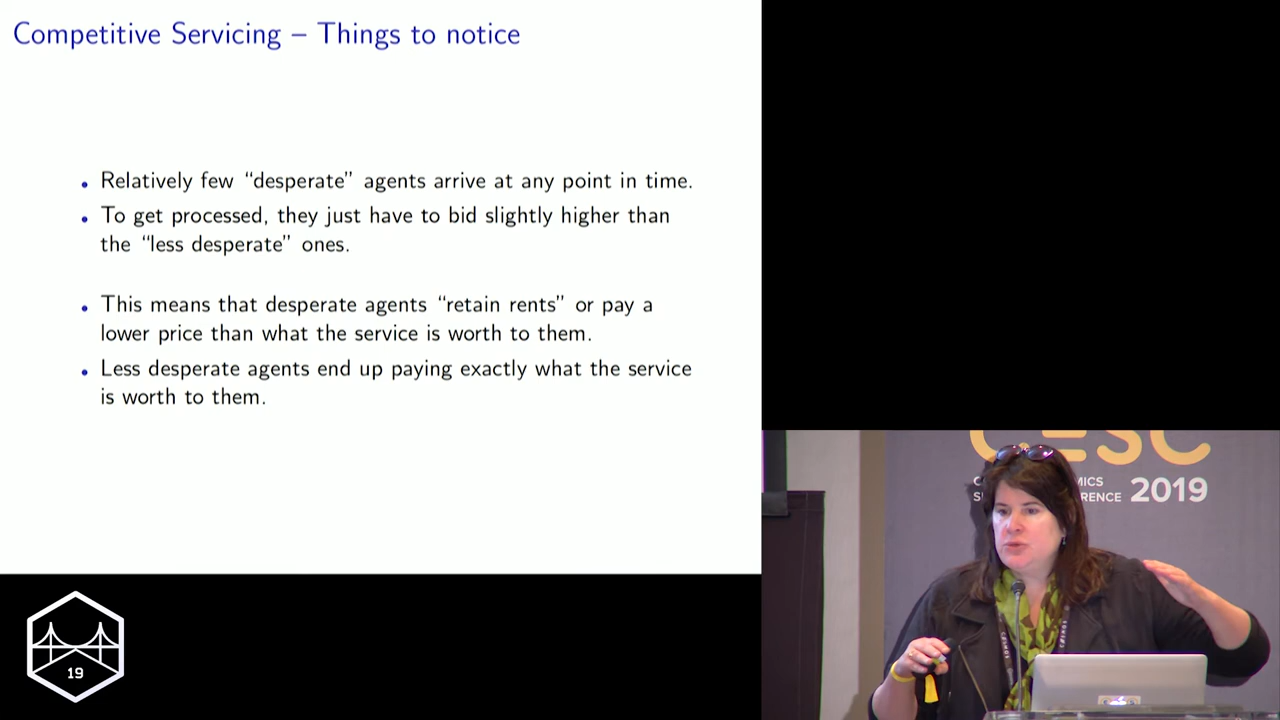 Competitive Servicing – Things to notice
• Relatively few “desperate” agents arrive at any point in time.
• To get processed, they just have to bid slightly higher than
the “less desperate” ones.
• This means that desperate agents “retain rents” or pay a
lower price than what the service is worth to them.
• Less desperate agents end up paying exactly what the service
is worth to them.
CESC
2019
19